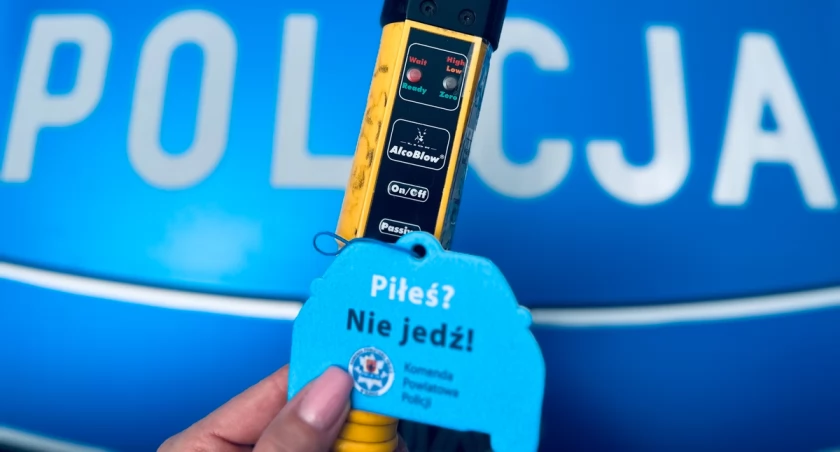 POLICJA
Wait
High
Low
Ready
Zero
AlcoBlow®
On/Off
Piłeś?
Nie jedź!
Komenda
Powiatowa
Policji